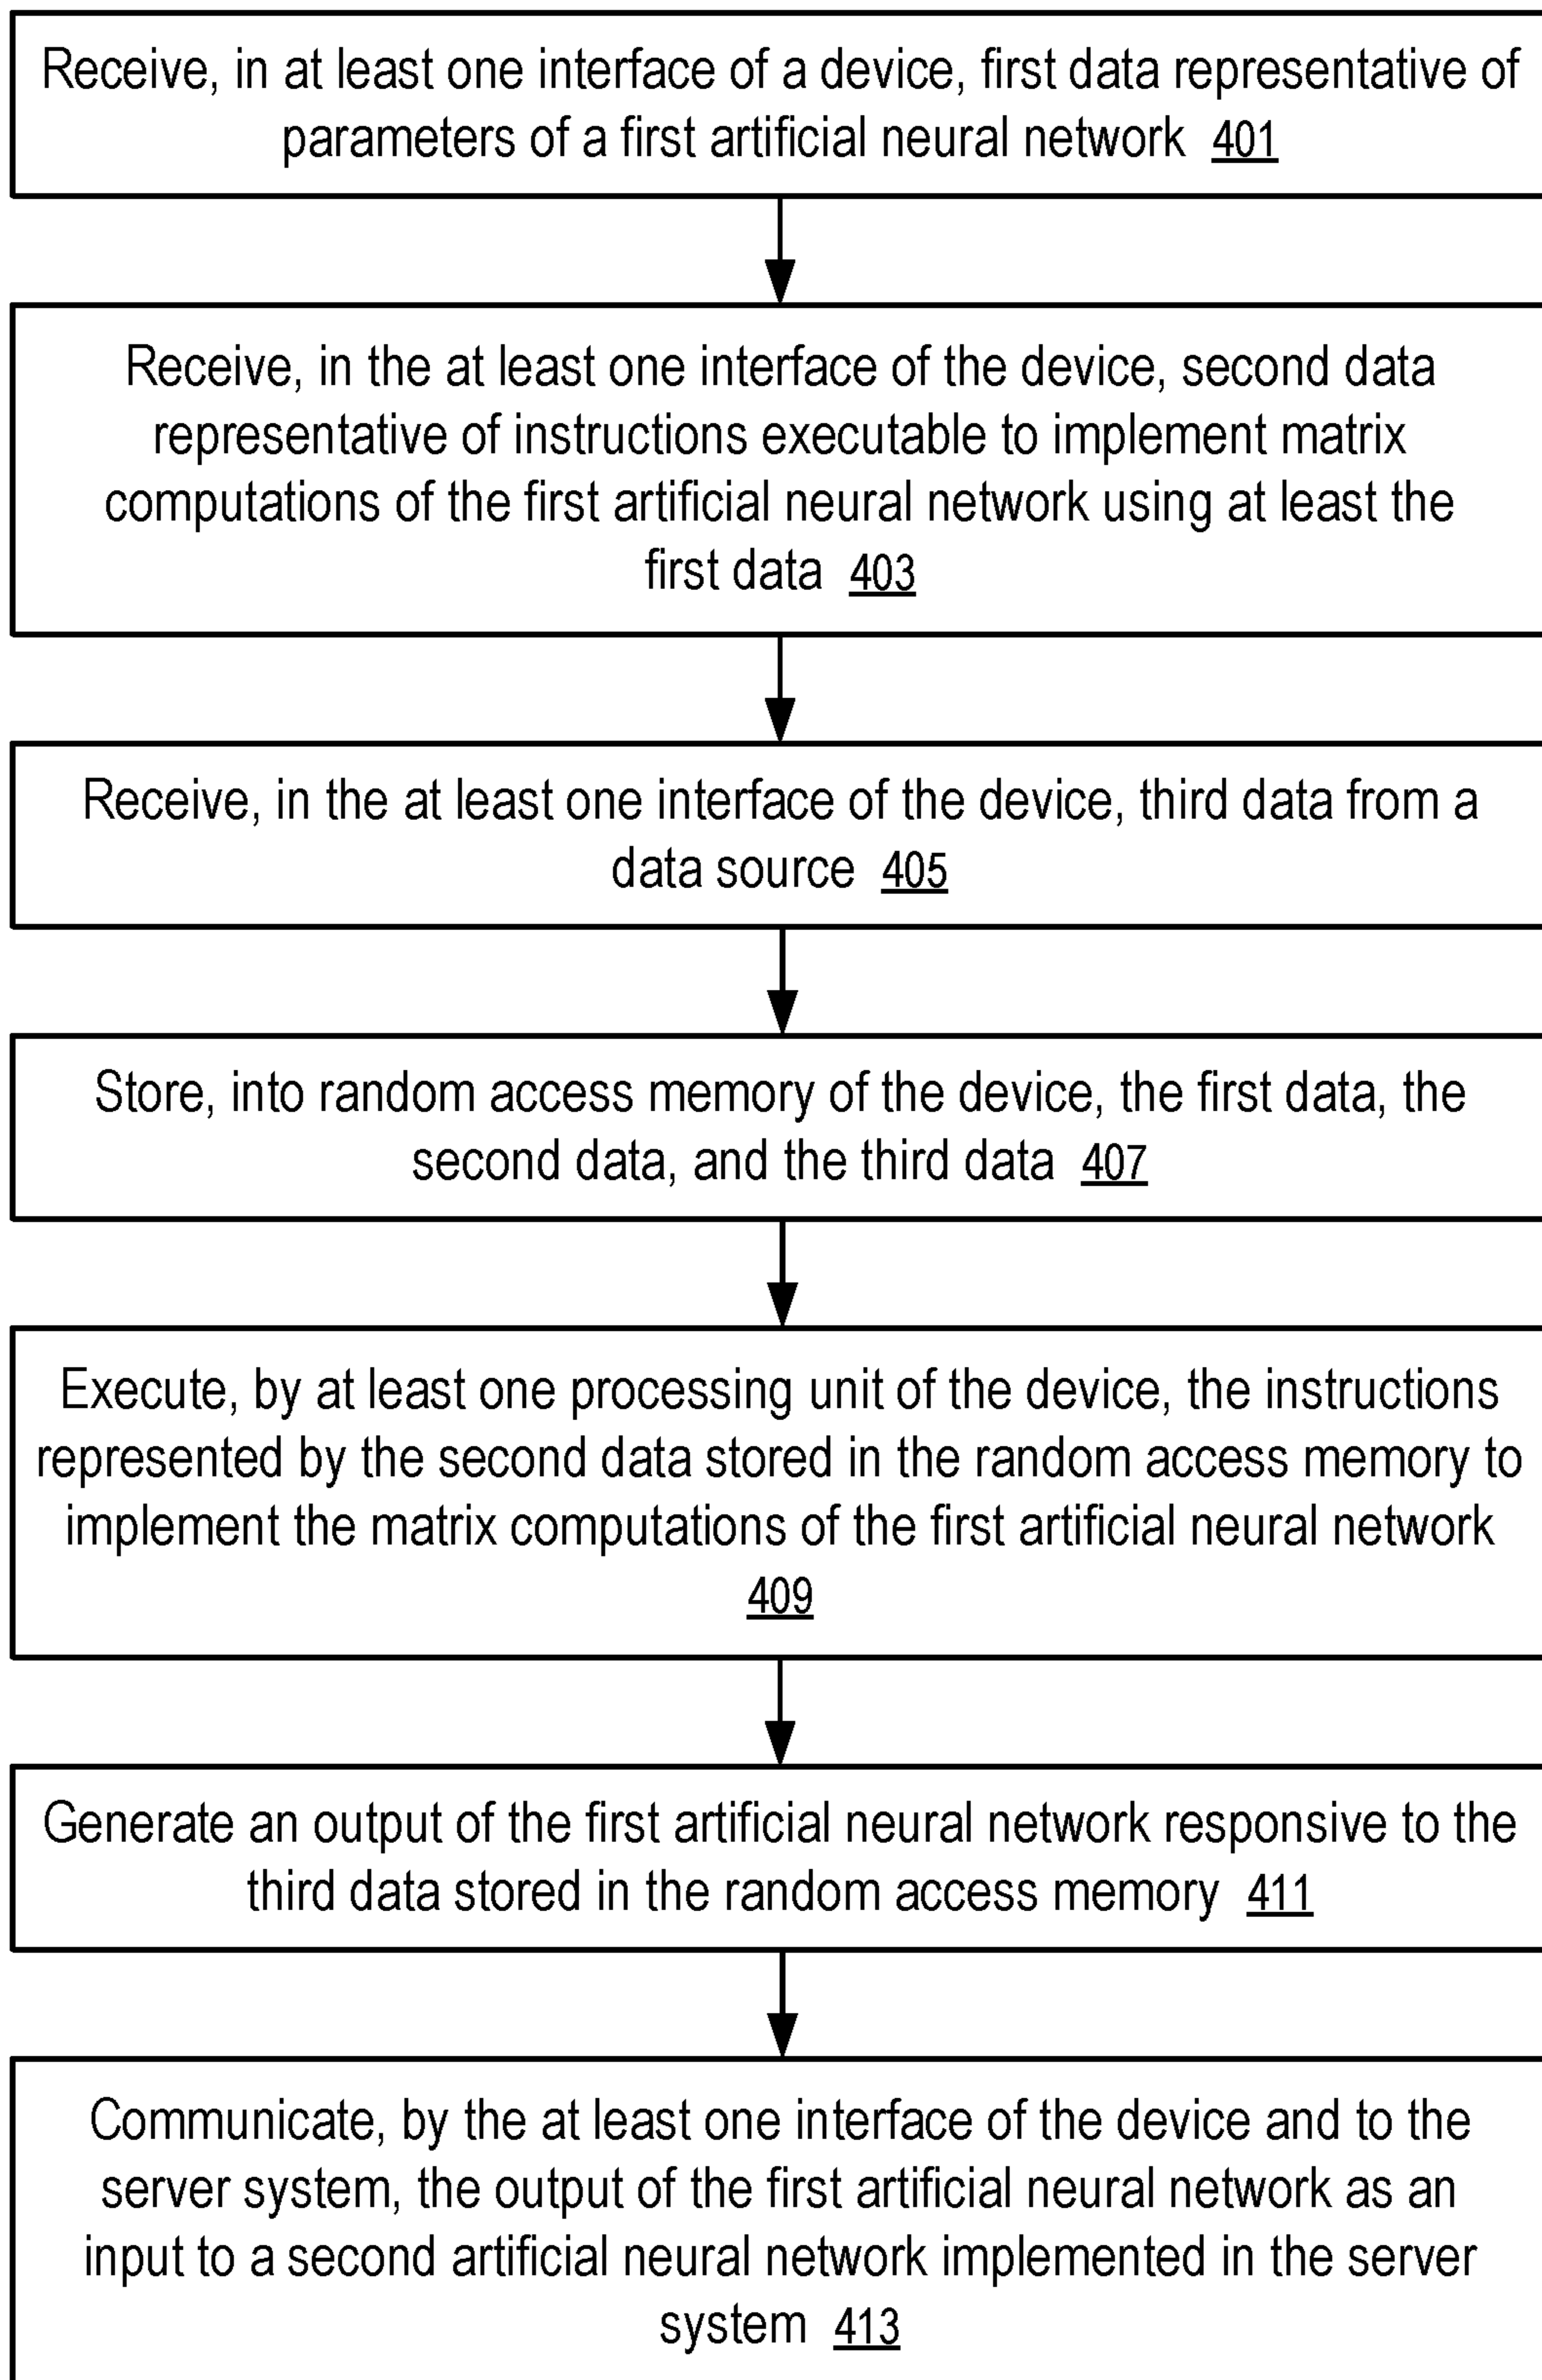 Receive, in at least one interface of a device, first data representative of
parameters of a first artificial neural network 401
Receive, in the at least one interface of the device, second data
representative of instructions executable to implement matrix
computations of the first artificial neural network using at least the
first data 403
Receive, in the at least one interface of the device, third data from a
data source 405
Store, into random access memory of the device, the first data, the
second data, and the third data 407
Execute, by at least one processing unit of the device, the instructions
represented by the second data stored in the random access memory to
implement the matrix computations of the first artificial neural network
409
Generate an output of the first artificial neural network responsive to the
third data stored in the random access memory 411
Communicate, by the at least one interface of the device and to the
server system, the output of the first artificial neural network as an
input to a second artificial neural network implemented in the server
system 413